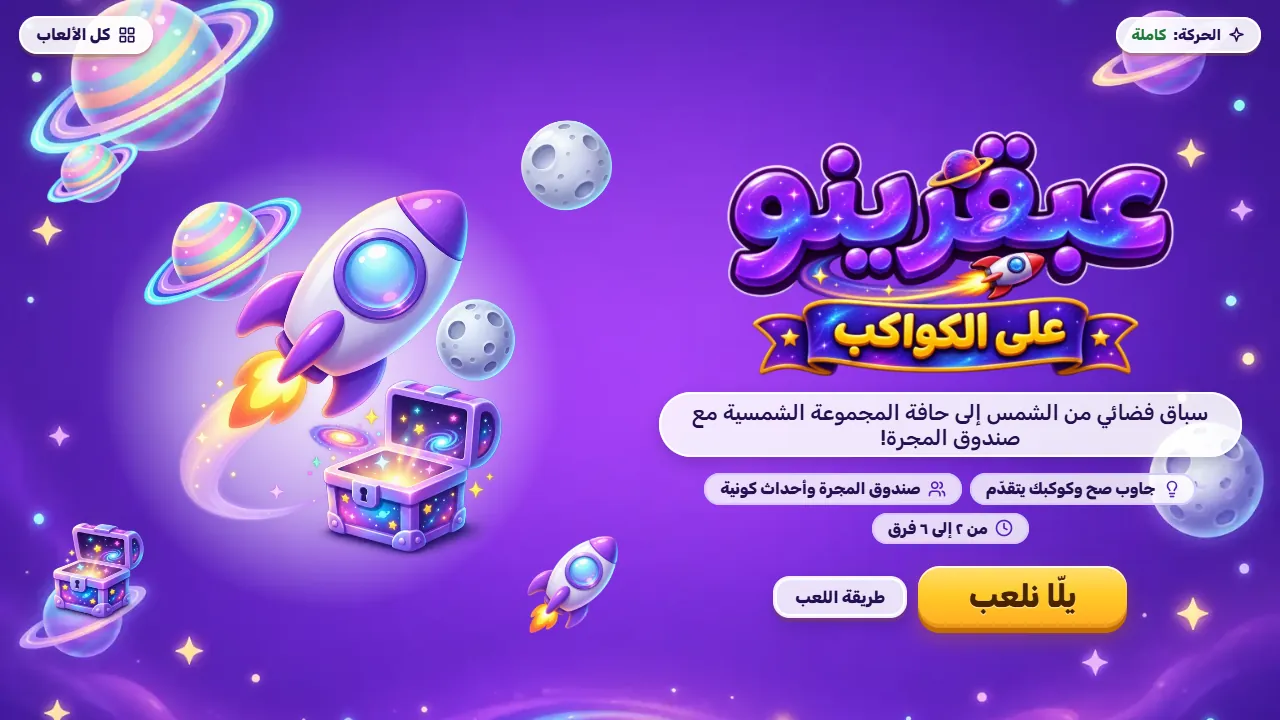 الحركة: كاملة
كل الألعاب
عبقرينو
على الكواكب
سباق فضائي من الشمس إلى حافة المجموعة الشمسية مع
صندوق المجرة!
جاوب صح وكوكبك يتقدّم
صندوق المجرة وأحداث كونية
من ٢ إلى ٦ فرق
يلّا نلعب
طريقة اللعب